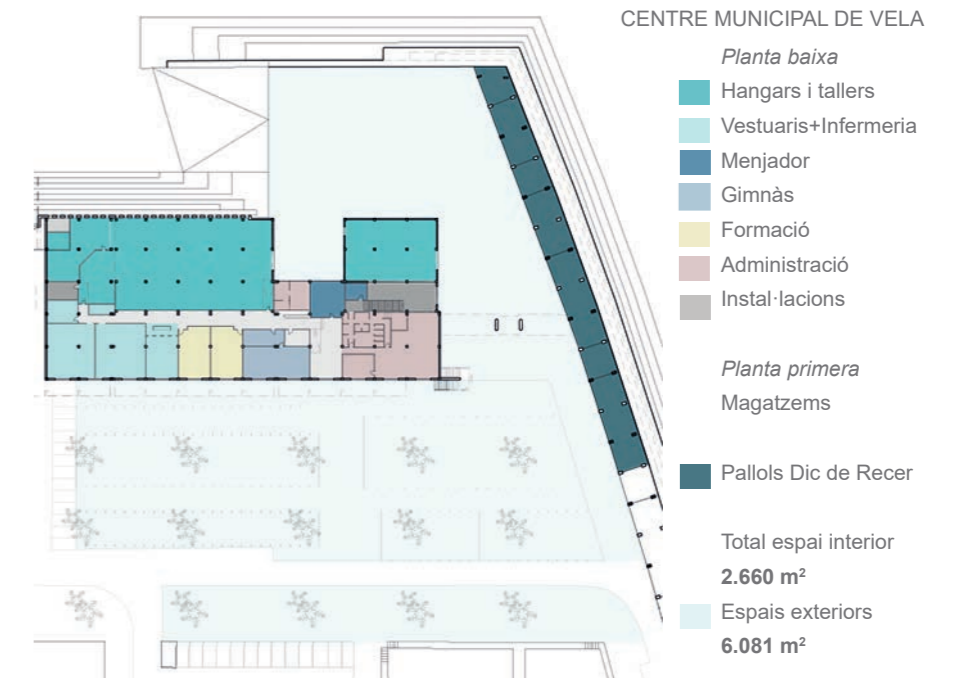 CENTRE MUNICIPAL DE VELA
Planta baixa
Hangars i tallers
Vestuaris+Infermeria
Menjador
Gimnàs
Formació
Administració
Instal·lacions
Planta primera
Magatzems
Pallols Dic de Recer
Total espai interior
2.660 m²
Espais exteriors
6.081 m²